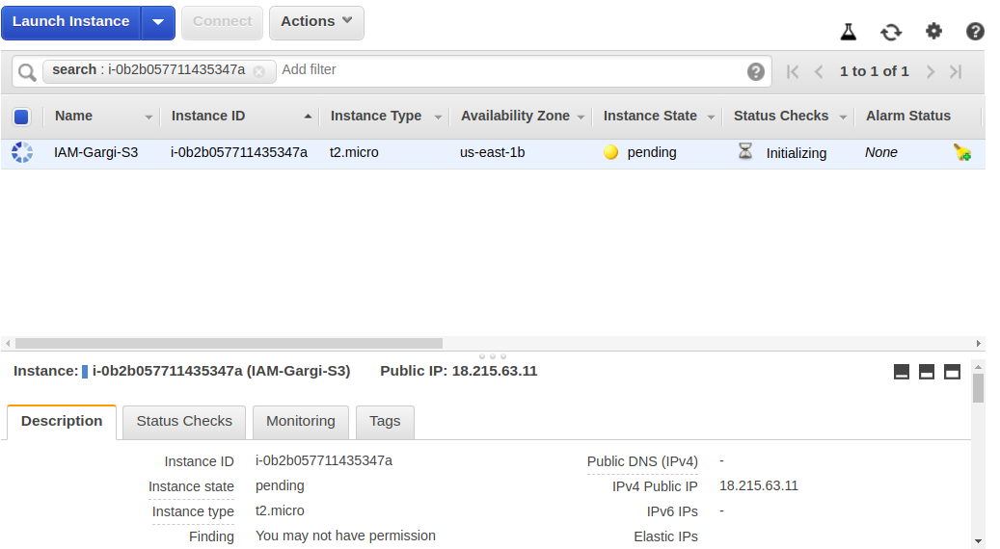 Launch Instance Connect Actions
search : i-0b2b057711435347a Add filter 1 to 1 of 1
Name Instance ID Instance Type Availability Zone Instance State Status Checks Alarm Status
IAM-Gargi-S3 i-0b2b057711435347a t2.micro us-east-1b pending Initializing None
Instance: i-0b2b057711435347a (IAM-Gargi-S3) Public IP: 18.215.63.11
Description Status Checks Monitoring Tags
Instance ID i-0b2b057711435347a Public DNS (IPv4) -
Instance state pending IPv4 Public IP 18.215.63.11
Instance type t2.micro IPv6 IPs -
Finding You may not have permission Elastic IPs